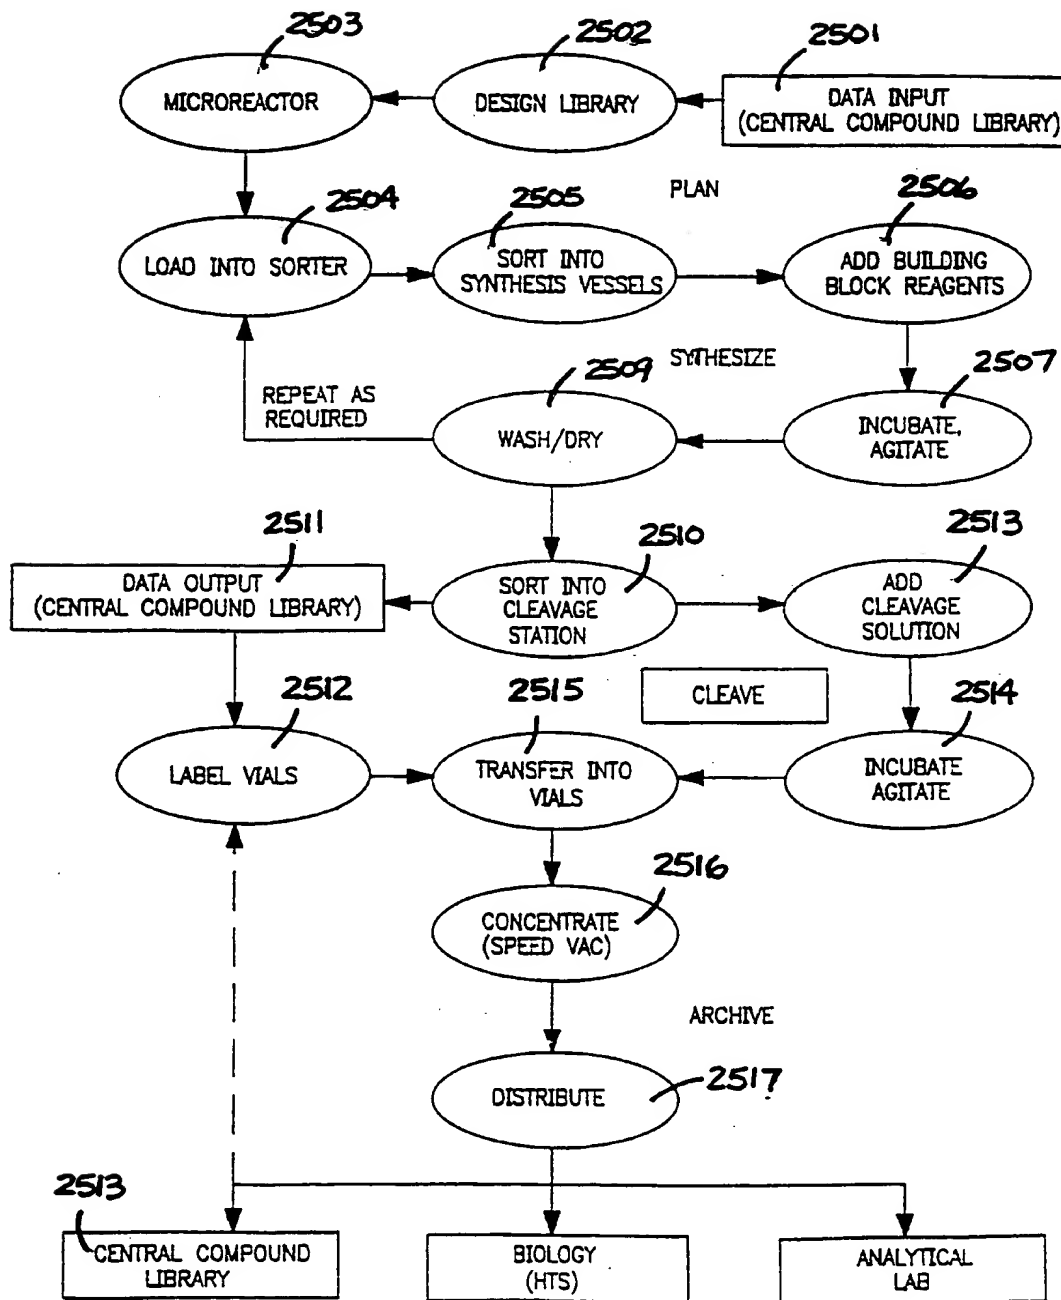 2503
2502
2501
MICROREACTOR
DESIGN LIBRARY
DATA INPUT
(CENTRAL COMPOUND LIBRARY)
PLAN
2504
2505
2506
LOAD INTO SORTER
SORT INTO
SYNTHESIS VESSELS
ADD BUILDING
BLOCK REAGENTS
SYTHESIZE
2509
2507
REPEAT AS
REQUIRED
WASH/DRY
INCUBATE,
AGITATE
2511
2510
2513
DATA OUTPUT
(CENTRAL COMPOUND LIBRARY)
SORT INTO
CLEAVAGE
STATION
ADD
CLEAVAGE
SOLUTION
CLEAVE
2512
2515
2514
LABEL VIALS
TRANSFER INTO
VIALS
INCUBATE
AGITATE
2516
CONCENTRATE
(SPEED VAC)
ARCHIVE
DISTRIBUTE
2517
2513
CENTRAL COMPOUND
LIBRARY
BIOLOGY
(HTS)
ANALYTICAL
LAB